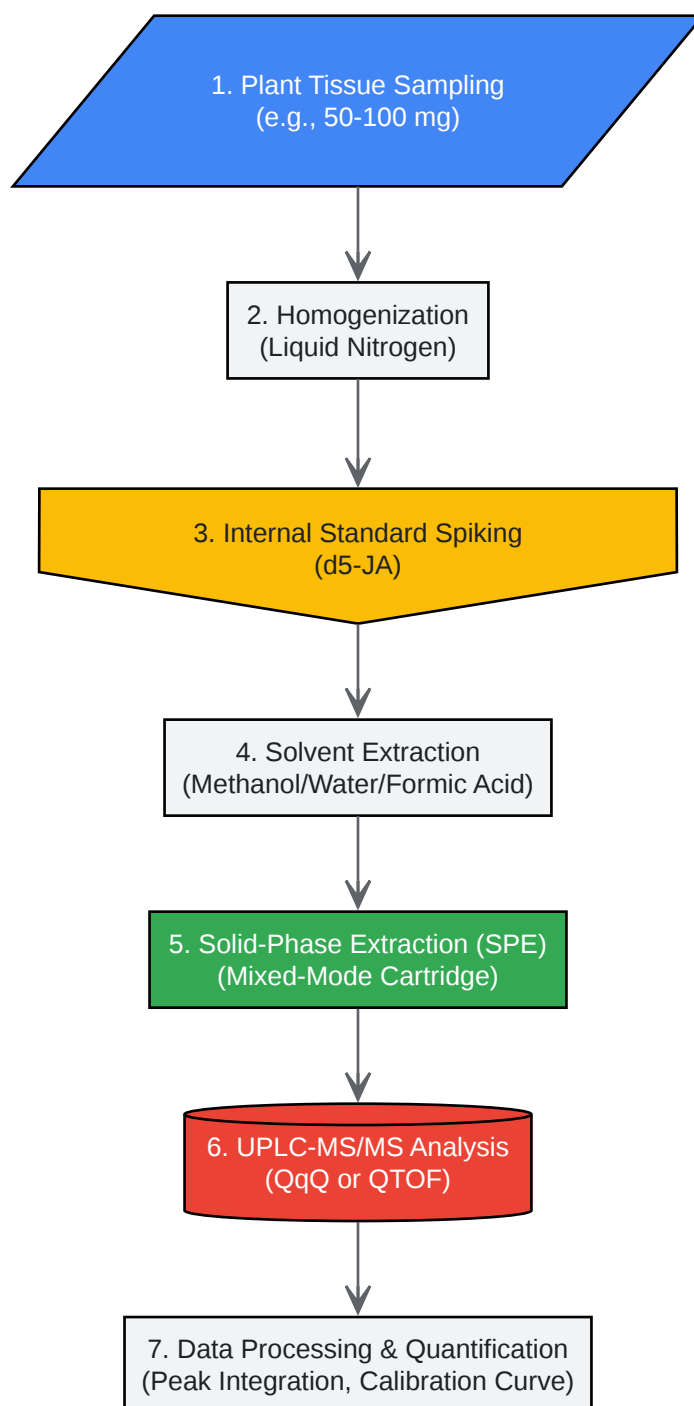 1. Plant Tissue Sampling
(e.g., 50-100 mg)
2. Homogenization
(Liquid Nitrogen)
3. Internal Standard Spiking
(d5-JA)
4. Solvent Extraction
(Methanol/Water/Formic Acid)
5. Solid-Phase Extraction (SPE)
(Mixed-Mode Cartridge)
6. UPLC-MS/MS Analysis
(QqQ or QTOF)
7. Data Processing & Quantification
(Peak Integration, Calibration Curve)